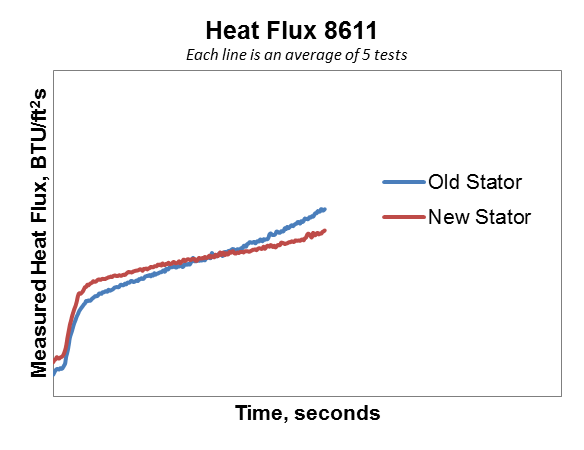 Heat Flux 8611
Each line is an average of 5 tests
Measured Heat Flux, BTU/ft²s
Old Stator
New Stator
Time, seconds